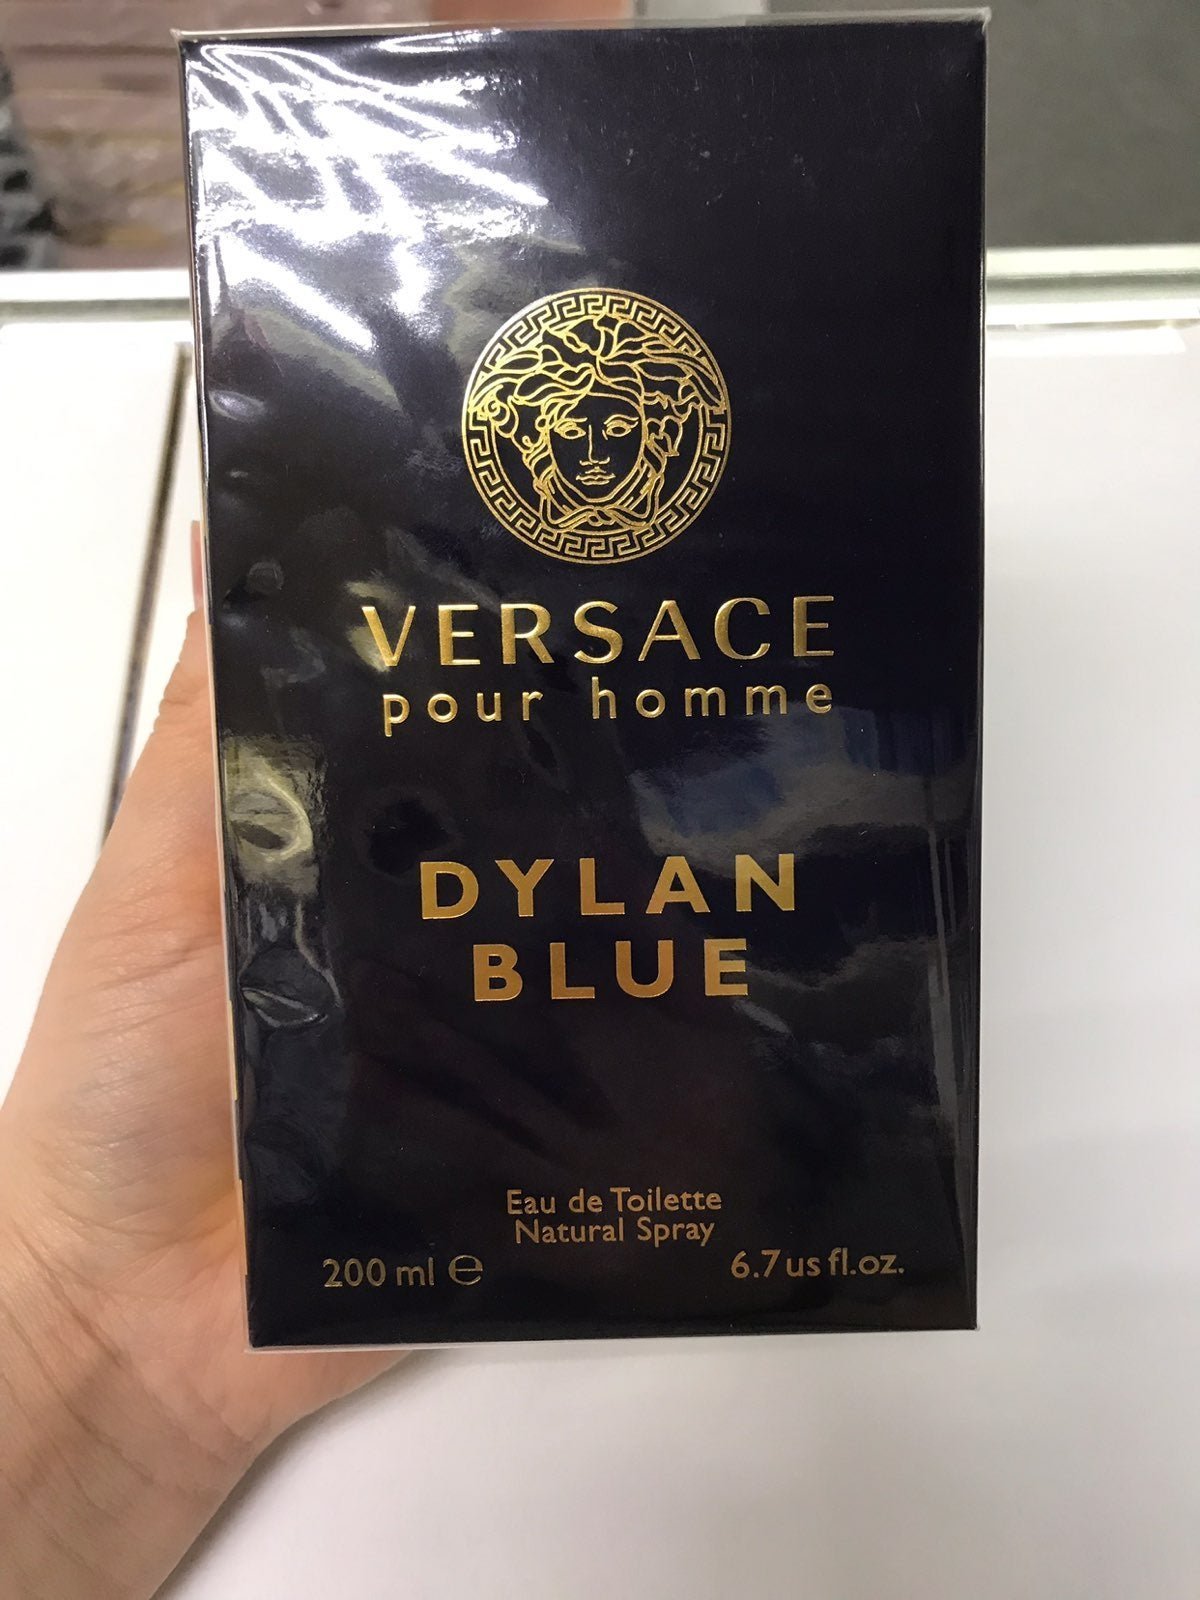 VERSACE
pour homme
DYLAN
BLUE
Eau de Toilette
Natural Spray
200 ml ℮
6.7 us fl.oz.